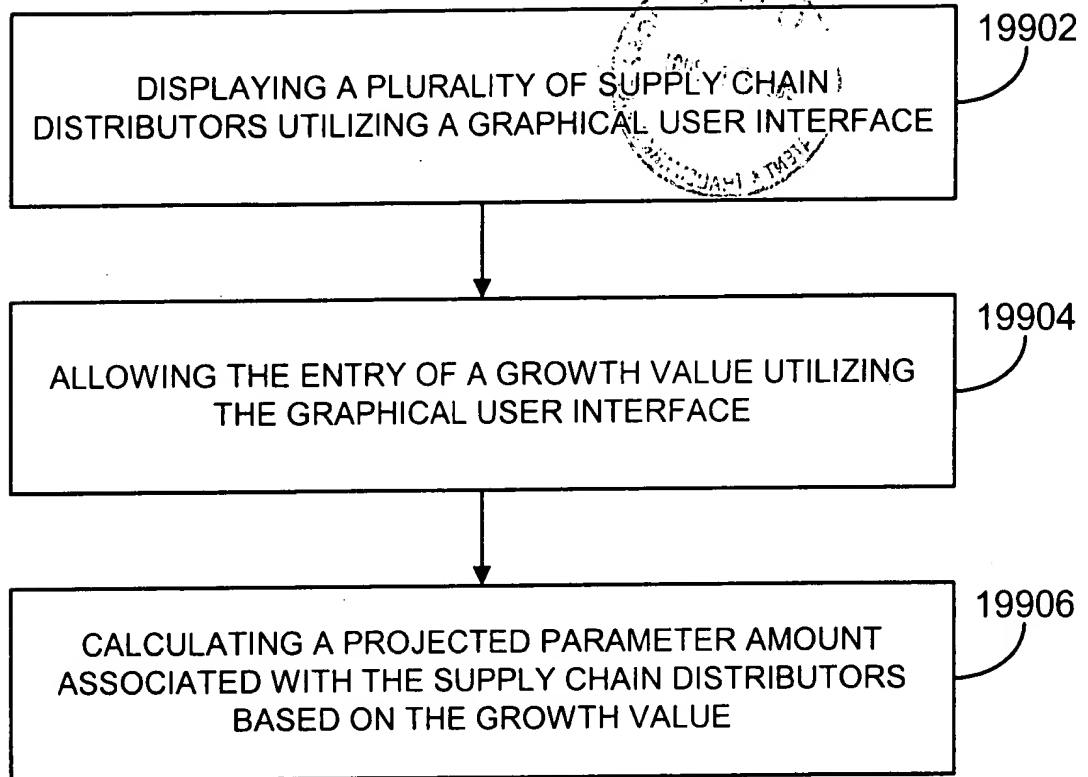 19902
DISPLAYING A PLURALITY OF SUPPLY CHAIN
DISTRIBUTORS UTILIZING A GRAPHICAL USER INTERFACE
19904
ALLOWING THE ENTRY OF A GROWTH VALUE UTILIZING
THE GRAPHICAL USER INTERFACE
19906
CALCULATING A PROJECTED PARAMETER AMOUNT
ASSOCIATED WITH THE SUPPLY CHAIN DISTRIBUTORS
BASED ON THE GROWTH VALUE